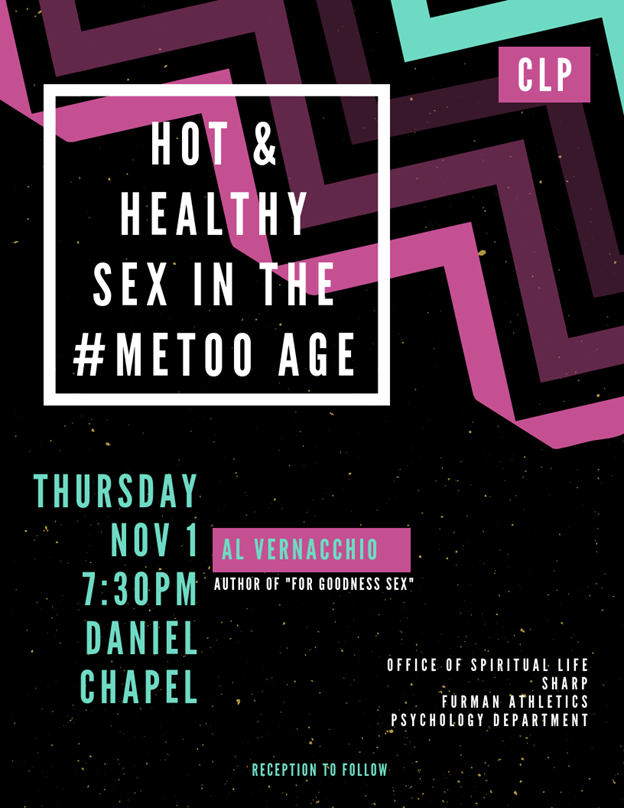 CLP
HOT &
HEALTHY
SEX IN THE
#METOO AGE
THURSDAY
NOV 1
7:30PM
DANIEL
CHAPEL
AL VERNACCHIO
AUTHOR OF "FOR GOODNESS SEX"
OFFICE OF SPIRITUAL LIFE
SHARP
FURMAN ATHLETICS
PSYCHOLOGY DEPARTMENT
RECEPTION TO FOLLOW